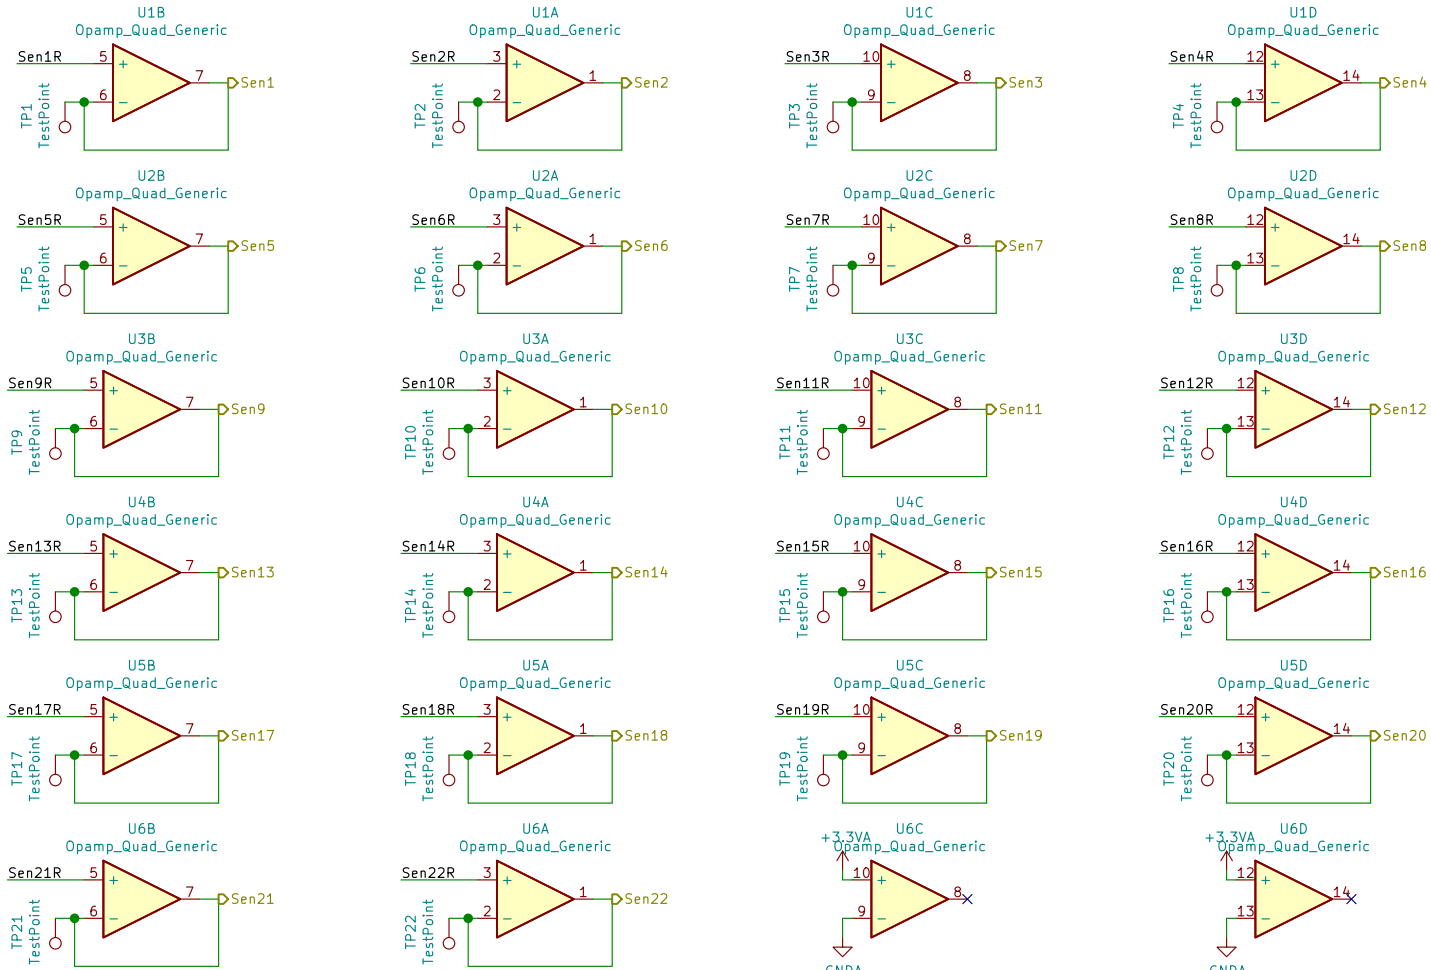 U1B
Opamp_Quad_Generic
Sen1R
5
+
7
Sen1
6
−
TP1
TestPoint
U1A
Opamp_Quad_Generic
Sen2R
3
+
1
Sen2
2
−
TP2
TestPoint
U1C
Opamp_Quad_Generic
Sen3R
10
+
8
Sen3
9
−
TP3
TestPoint
U1D
Opamp_Quad_Generic
Sen4R
12
+
14
Sen4
13
−
TP4
TestPoint
U2B
Opamp_Quad_Generic
Sen5R
5
+
7
Sen5
6
−
TP5
TestPoint
U2A
Opamp_Quad_Generic
Sen6R
3
+
1
Sen6
2
−
TP6
TestPoint
U2C
Opamp_Quad_Generic
Sen7R
10
+
8
Sen7
9
−
TP7
TestPoint
U2D
Opamp_Quad_Generic
Sen8R
12
+
14
Sen8
13
−
TP8
TestPoint
U3B
Opamp_Quad_Generic
Sen9R
5
+
7
Sen9
6
−
TP9
TestPoint
U3A
Opamp_Quad_Generic
Sen10R
3
+
1
Sen10
2
−
TP10
TestPoint
U3C
Opamp_Quad_Generic
Sen11R
10
+
8
Sen11
9
−
TP11
TestPoint
U3D
Opamp_Quad_Generic
Sen12R
12
+
14
Sen12
13
−
TP12
TestPoint
U4B
Opamp_Quad_Generic
Sen13R
5
+
7
Sen13
6
−
TP13
TestPoint
U4A
Opamp_Quad_Generic
Sen14R
3
+
1
Sen14
2
−
TP14
TestPoint
U4C
Opamp_Quad_Generic
Sen15R
10
+
8
Sen15
9
−
TP15
TestPoint
U4D
Opamp_Quad_Generic
Sen16R
12
+
14
Sen16
13
−
TP16
TestPoint
U5B
Opamp_Quad_Generic
Sen17R
5
+
7
Sen17
6
−
TP17
TestPoint
U5A
Opamp_Quad_Generic
Sen18R
3
+
1
Sen18
2
−
TP18
TestPoint
U5C
Opamp_Quad_Generic
Sen19R
10
+
8
Sen19
9
−
TP19
TestPoint
U5D
Opamp_Quad_Generic
Sen20R
12
+
14
Sen20
13
−
TP20
TestPoint
U6B
Opamp_Quad_Generic
Sen21R
5
+
7
Sen21
6
−
TP21
TestPoint
U6A
Opamp_Quad_Generic
Sen22R
3
+
1
Sen22
2
−
TP22
TestPoint
U6C
+3.3VA
Opamp_Quad_Generic
10
+
8
9
−
GNDA
U6D
+3.3VA
Opamp_Quad_Generic
12
+
14
13
−
GNDA